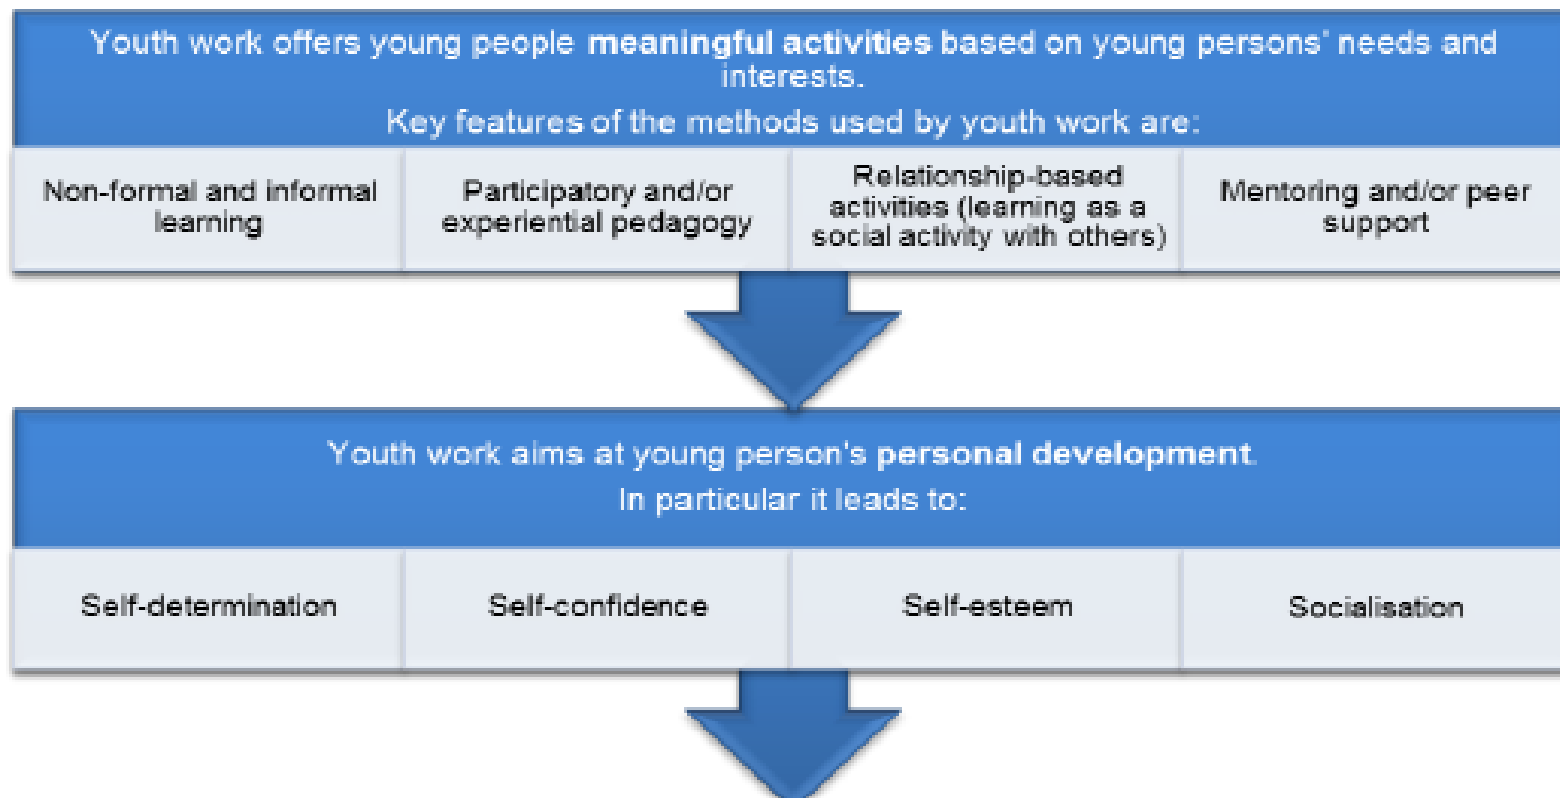 Youth work offers young people meaningful activities based on young persons' needs and
interests.
Key features of the methods used by youth work are:
Non-formal and informal
learning
Participatory and/or
experiential pedagogy
Relationship-based
activities (learning as a
social activity with others)
Mentoring and/or peer
support
Youth work aims at young person's personal development.
In particular it leads to:
Self-determination
Self-confidence
Self-esteem
Socialisation